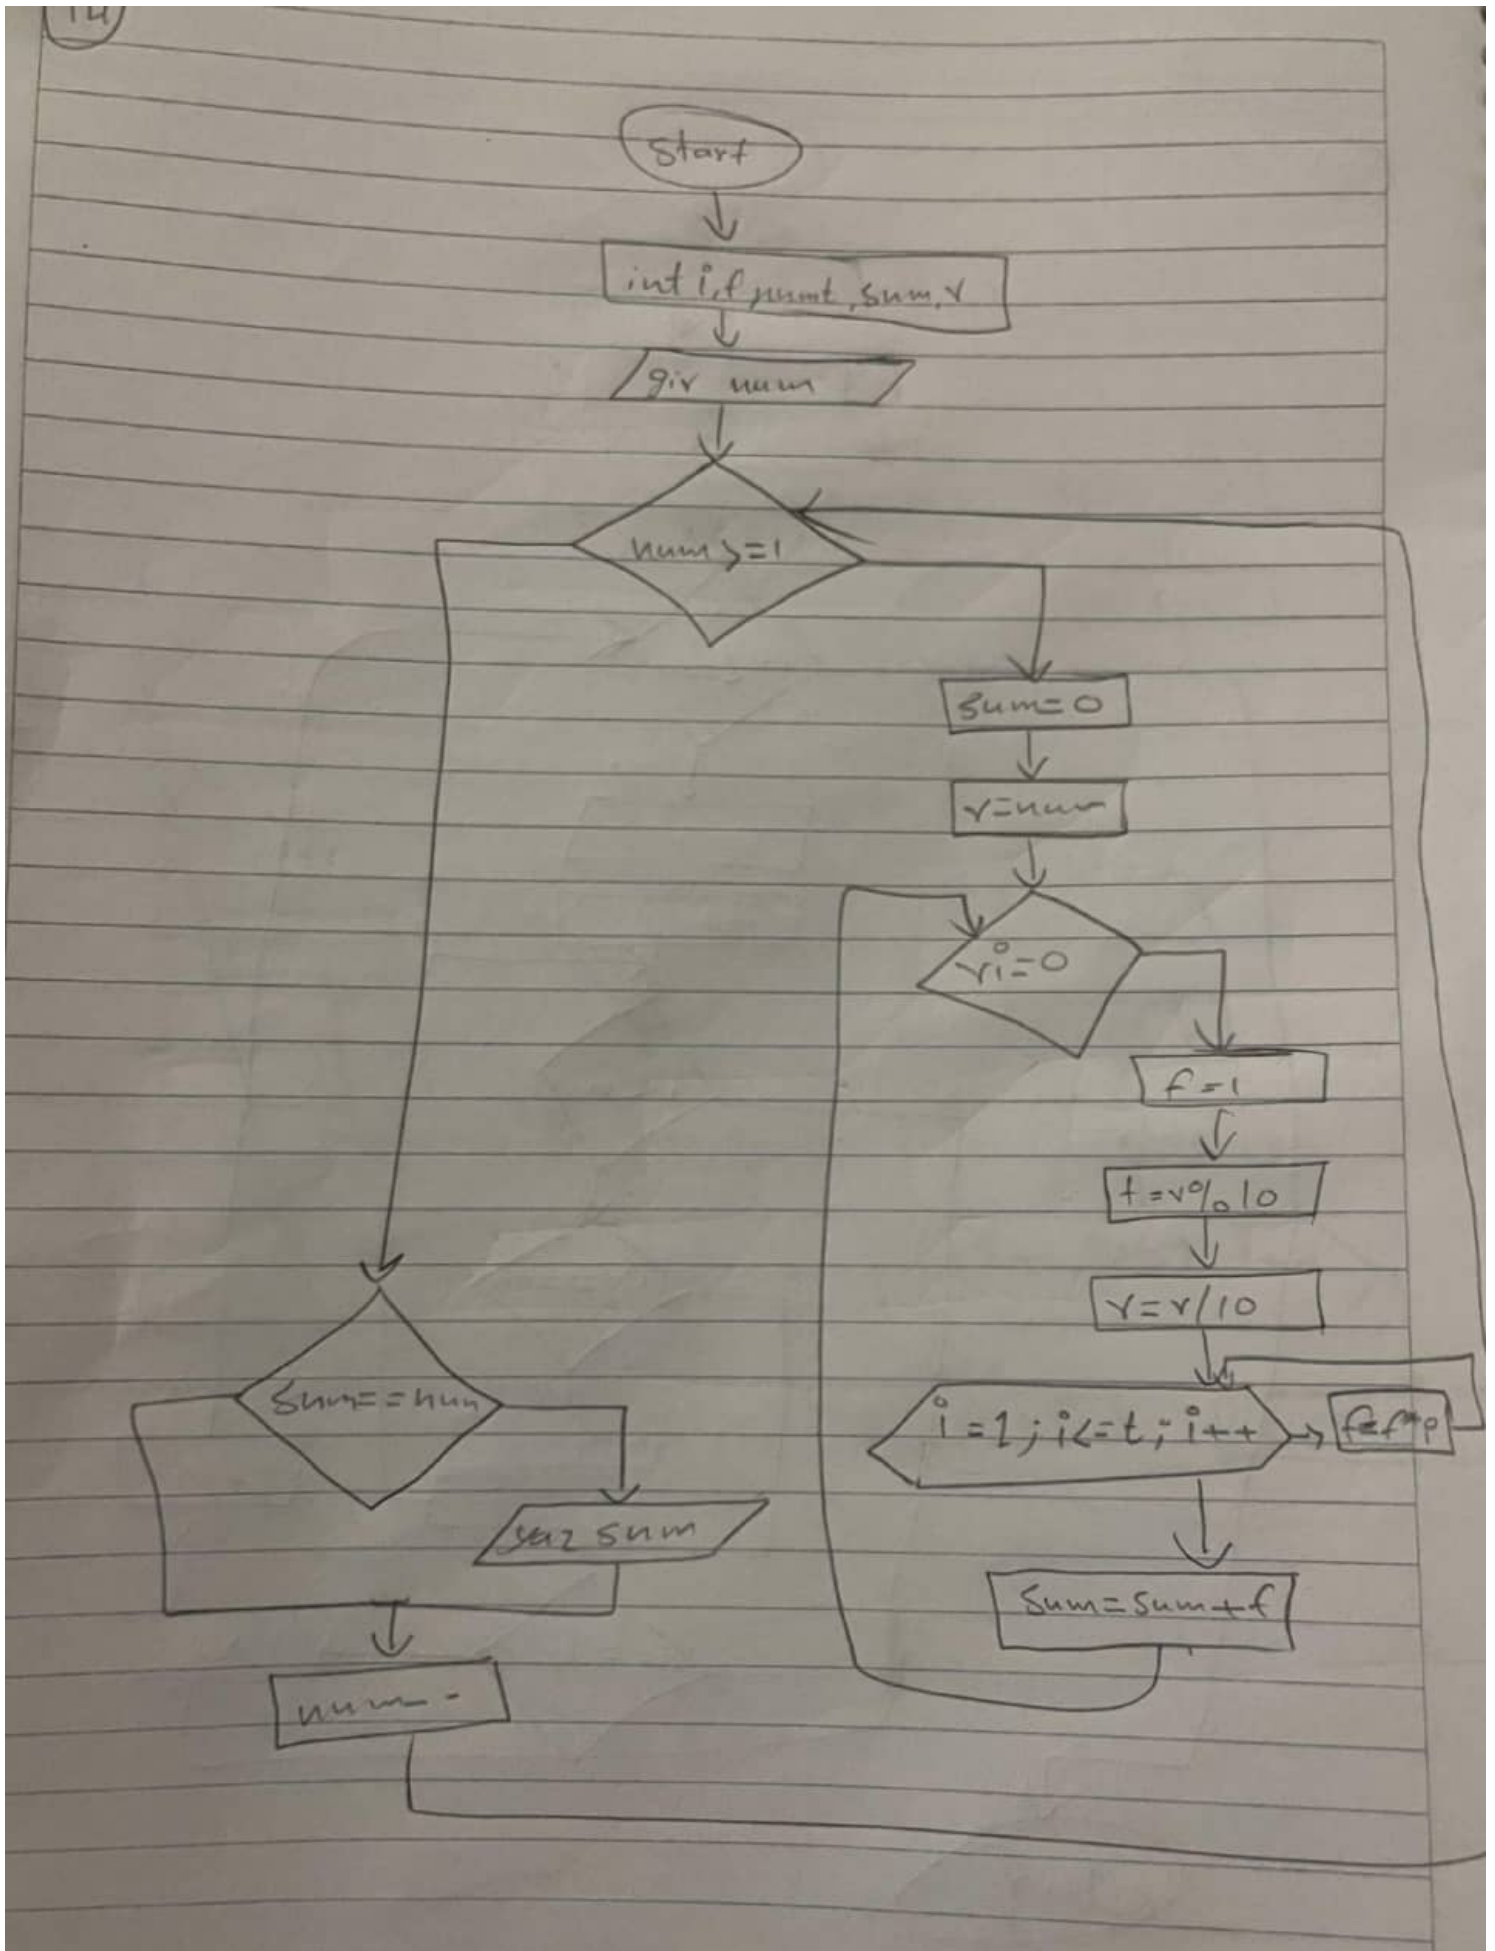 14
Start
int i, f, num t, sum, r
gir num
num >= 1
sum = 0
r = num
r i = 0
f = 1
t = r % 10
r = r / 10
i = 1 ; i <= t ; i++
f = f *
sum = sum + f
sum == num
yaz sum
num --